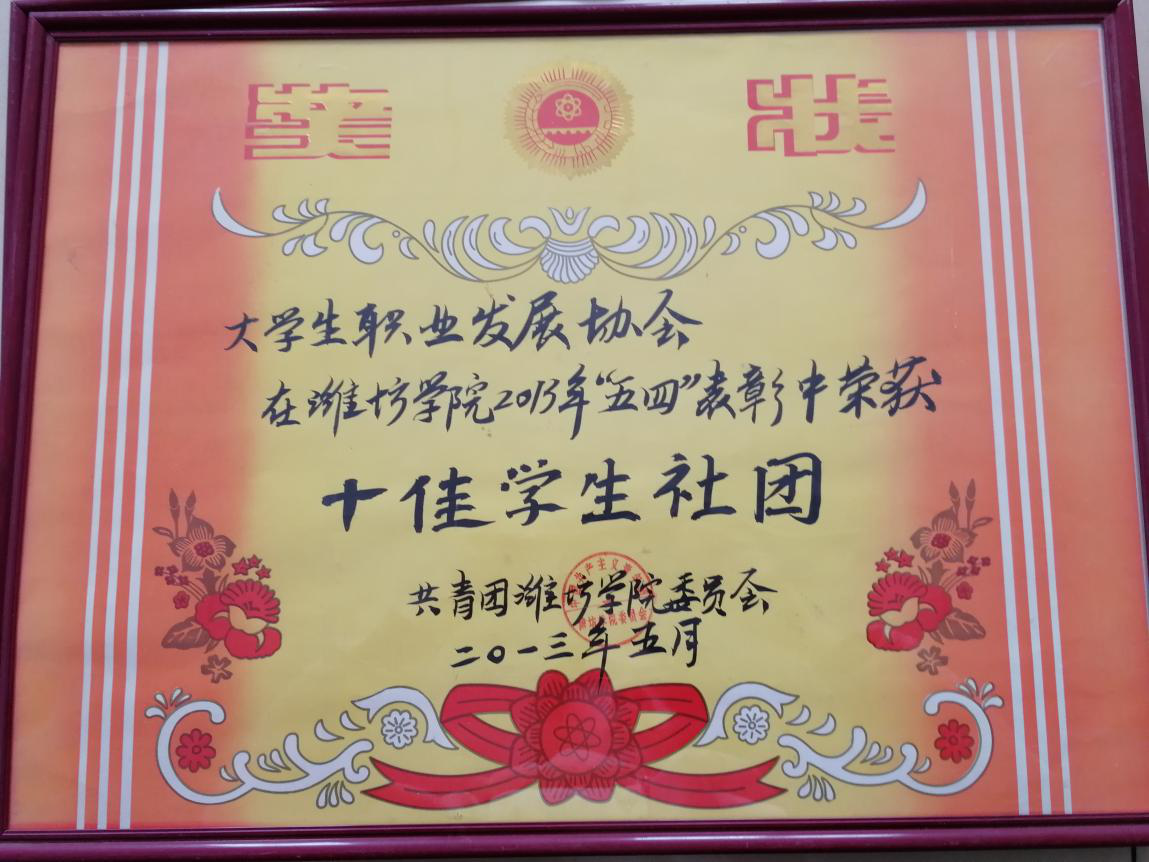 奖状
大学生职业发展协会
在潍坊学院2013年“五四”表彰中荣获
十佳学生社团
共青团潍坊学院委员会
二〇一三年五月